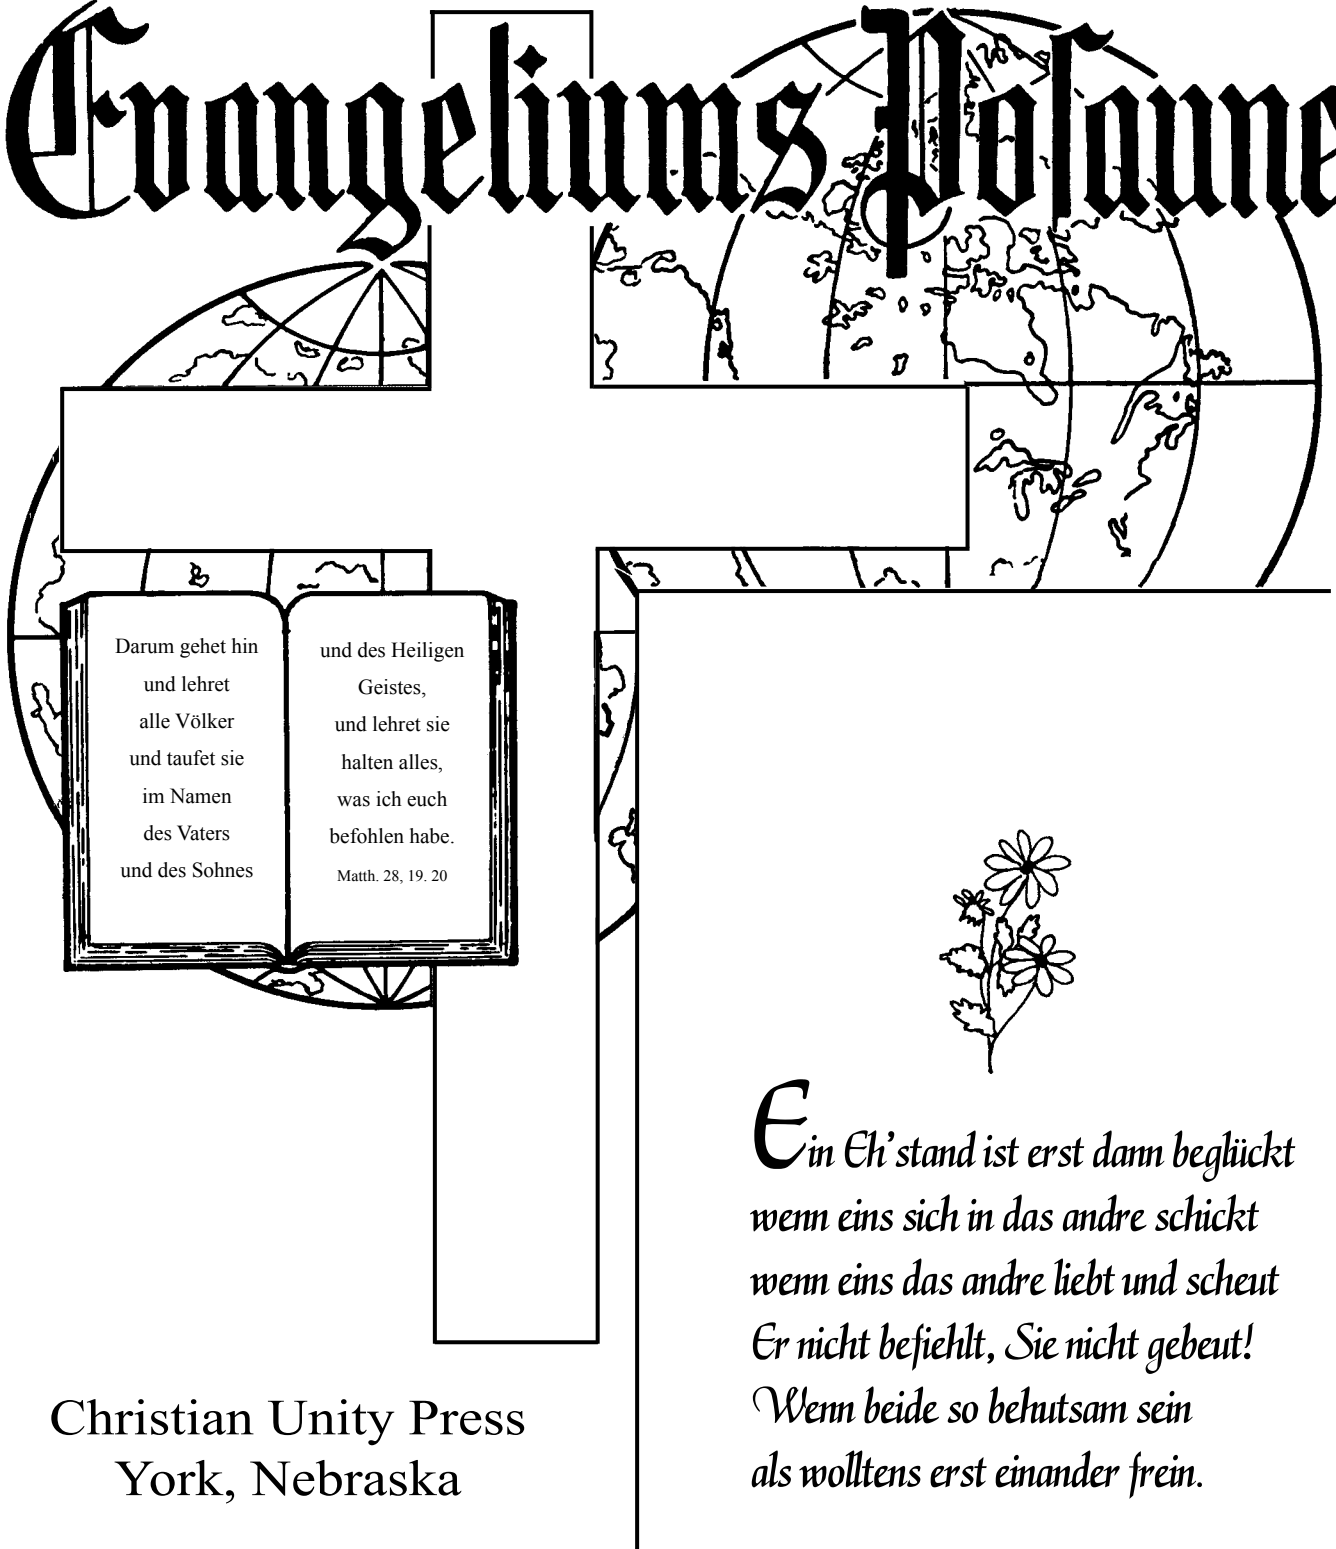 Evangeliums Poſaune
Darum gehet hin
und lehret
alle Völker
und taufet sie
im Namen
des Vaters
und des Sohnes
und des Heiligen
Geistes,
und lehret sie
halten alles,
was ich euch
befohlen habe.
Matth. 28, 19. 20
Ein Eh'stand ist erst dann beglückt
wenn eins sich in das andre schickt
wenn eins das andre liebt und scheut
Er nicht befiehlt, Sie nicht gebeut!
Wenn beide so behutsam sein
als wolltens erst einander frein.
Christian Unity Press
York, Nebraska